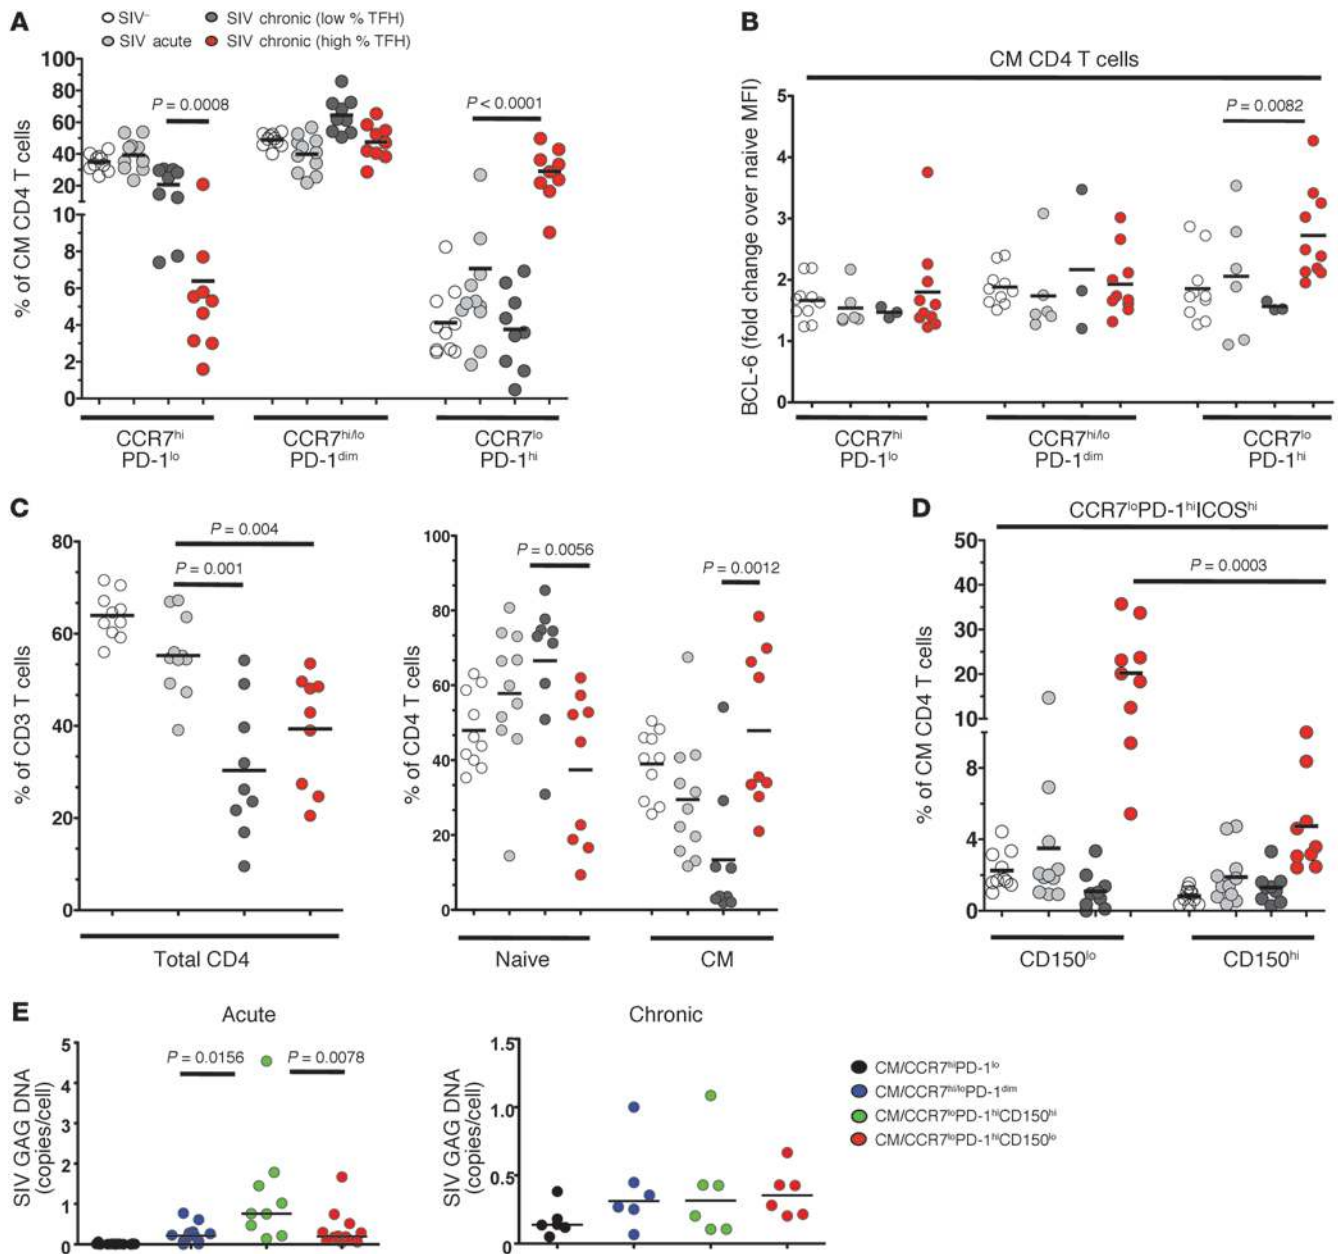 A
SIV⁻
SIV chronic (low % TFH)
SIV acute
SIV chronic (high % TFH)
% of CM CD4 T cells
100
80
60
40
20
10
8
6
4
2
0
P = 0.0008
P < 0.0001
CCR7hi
PD-1lo
CCR7hi/lo
PD-1dim
CCR7lo
PD-1hi
B
CM CD4 T cells
BCL-6 (fold change over naive MFI)
5
4
3
2
1
0
P = 0.0082
CCR7hi
PD-1lo
CCR7hi/lo
PD-1dim
CCR7lo
PD-1hi
C
% of CD3 T cells
80
60
40
20
0
P = 0.004
P = 0.001
Total CD4
% of CD4 T cells
100
80
60
40
20
0
P = 0.0056
P = 0.0012
Naive
CM
D
CCR7loPD-1hiICOShi
% of CM CD4 T cells
50
40
30
20
10
8
4
0
P = 0.0003
CD150lo
CD150hi
E
Acute
SIV GAG DNA
(copies/cell)
5
4
3
2
1
0
P = 0.0156
P = 0.0078
Chronic
SIV GAG DNA
(copies/cell)
1.5
1.0
0.5
0
CM/CCR7hiPD-1lo
CM/CCR7hi/loPD-1dim
CM/CCR7loPD-1hiCD150hi
CM/CCR7loPD-1hiCD150lo